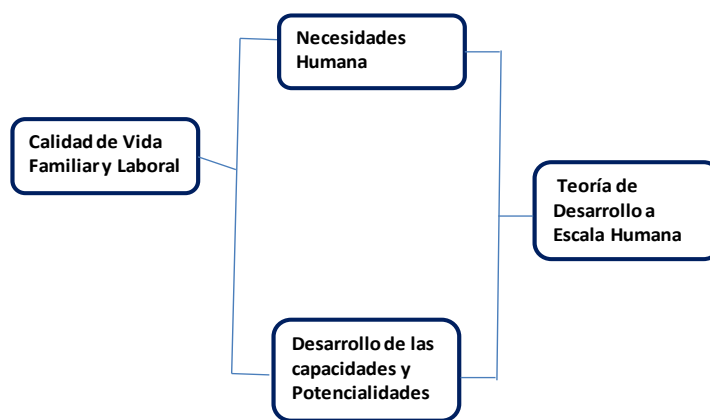 Necesidades
Humana
Calidad de Vida
Familiar y Laboral
Teoría de
Desarrollo a
Escala Humana
Desarrollo de las
capacidades y
Potencialidades